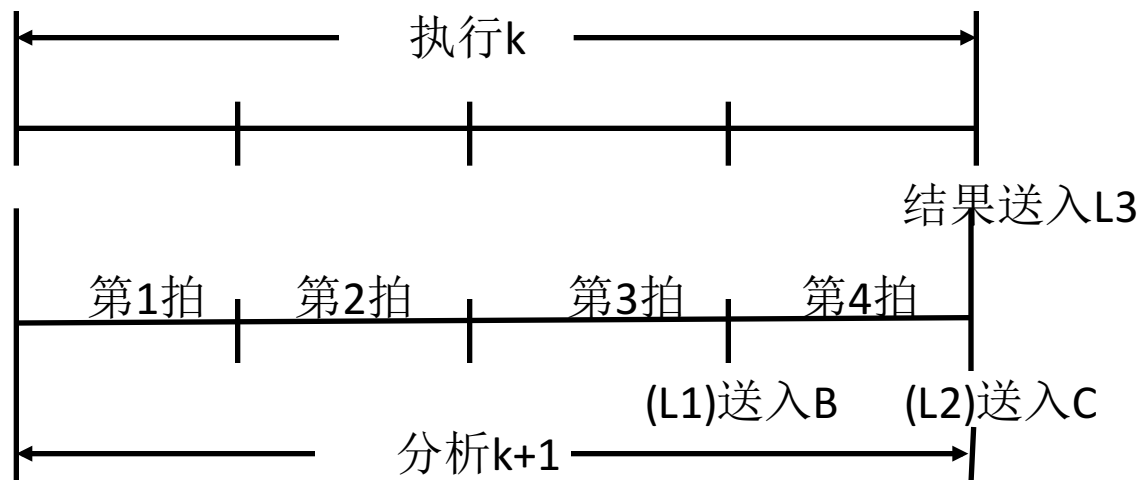 执行k
结果送入L3
第1拍 第2拍 第3拍 第4拍
(L1)送入B (L2)送入C
分析k+1